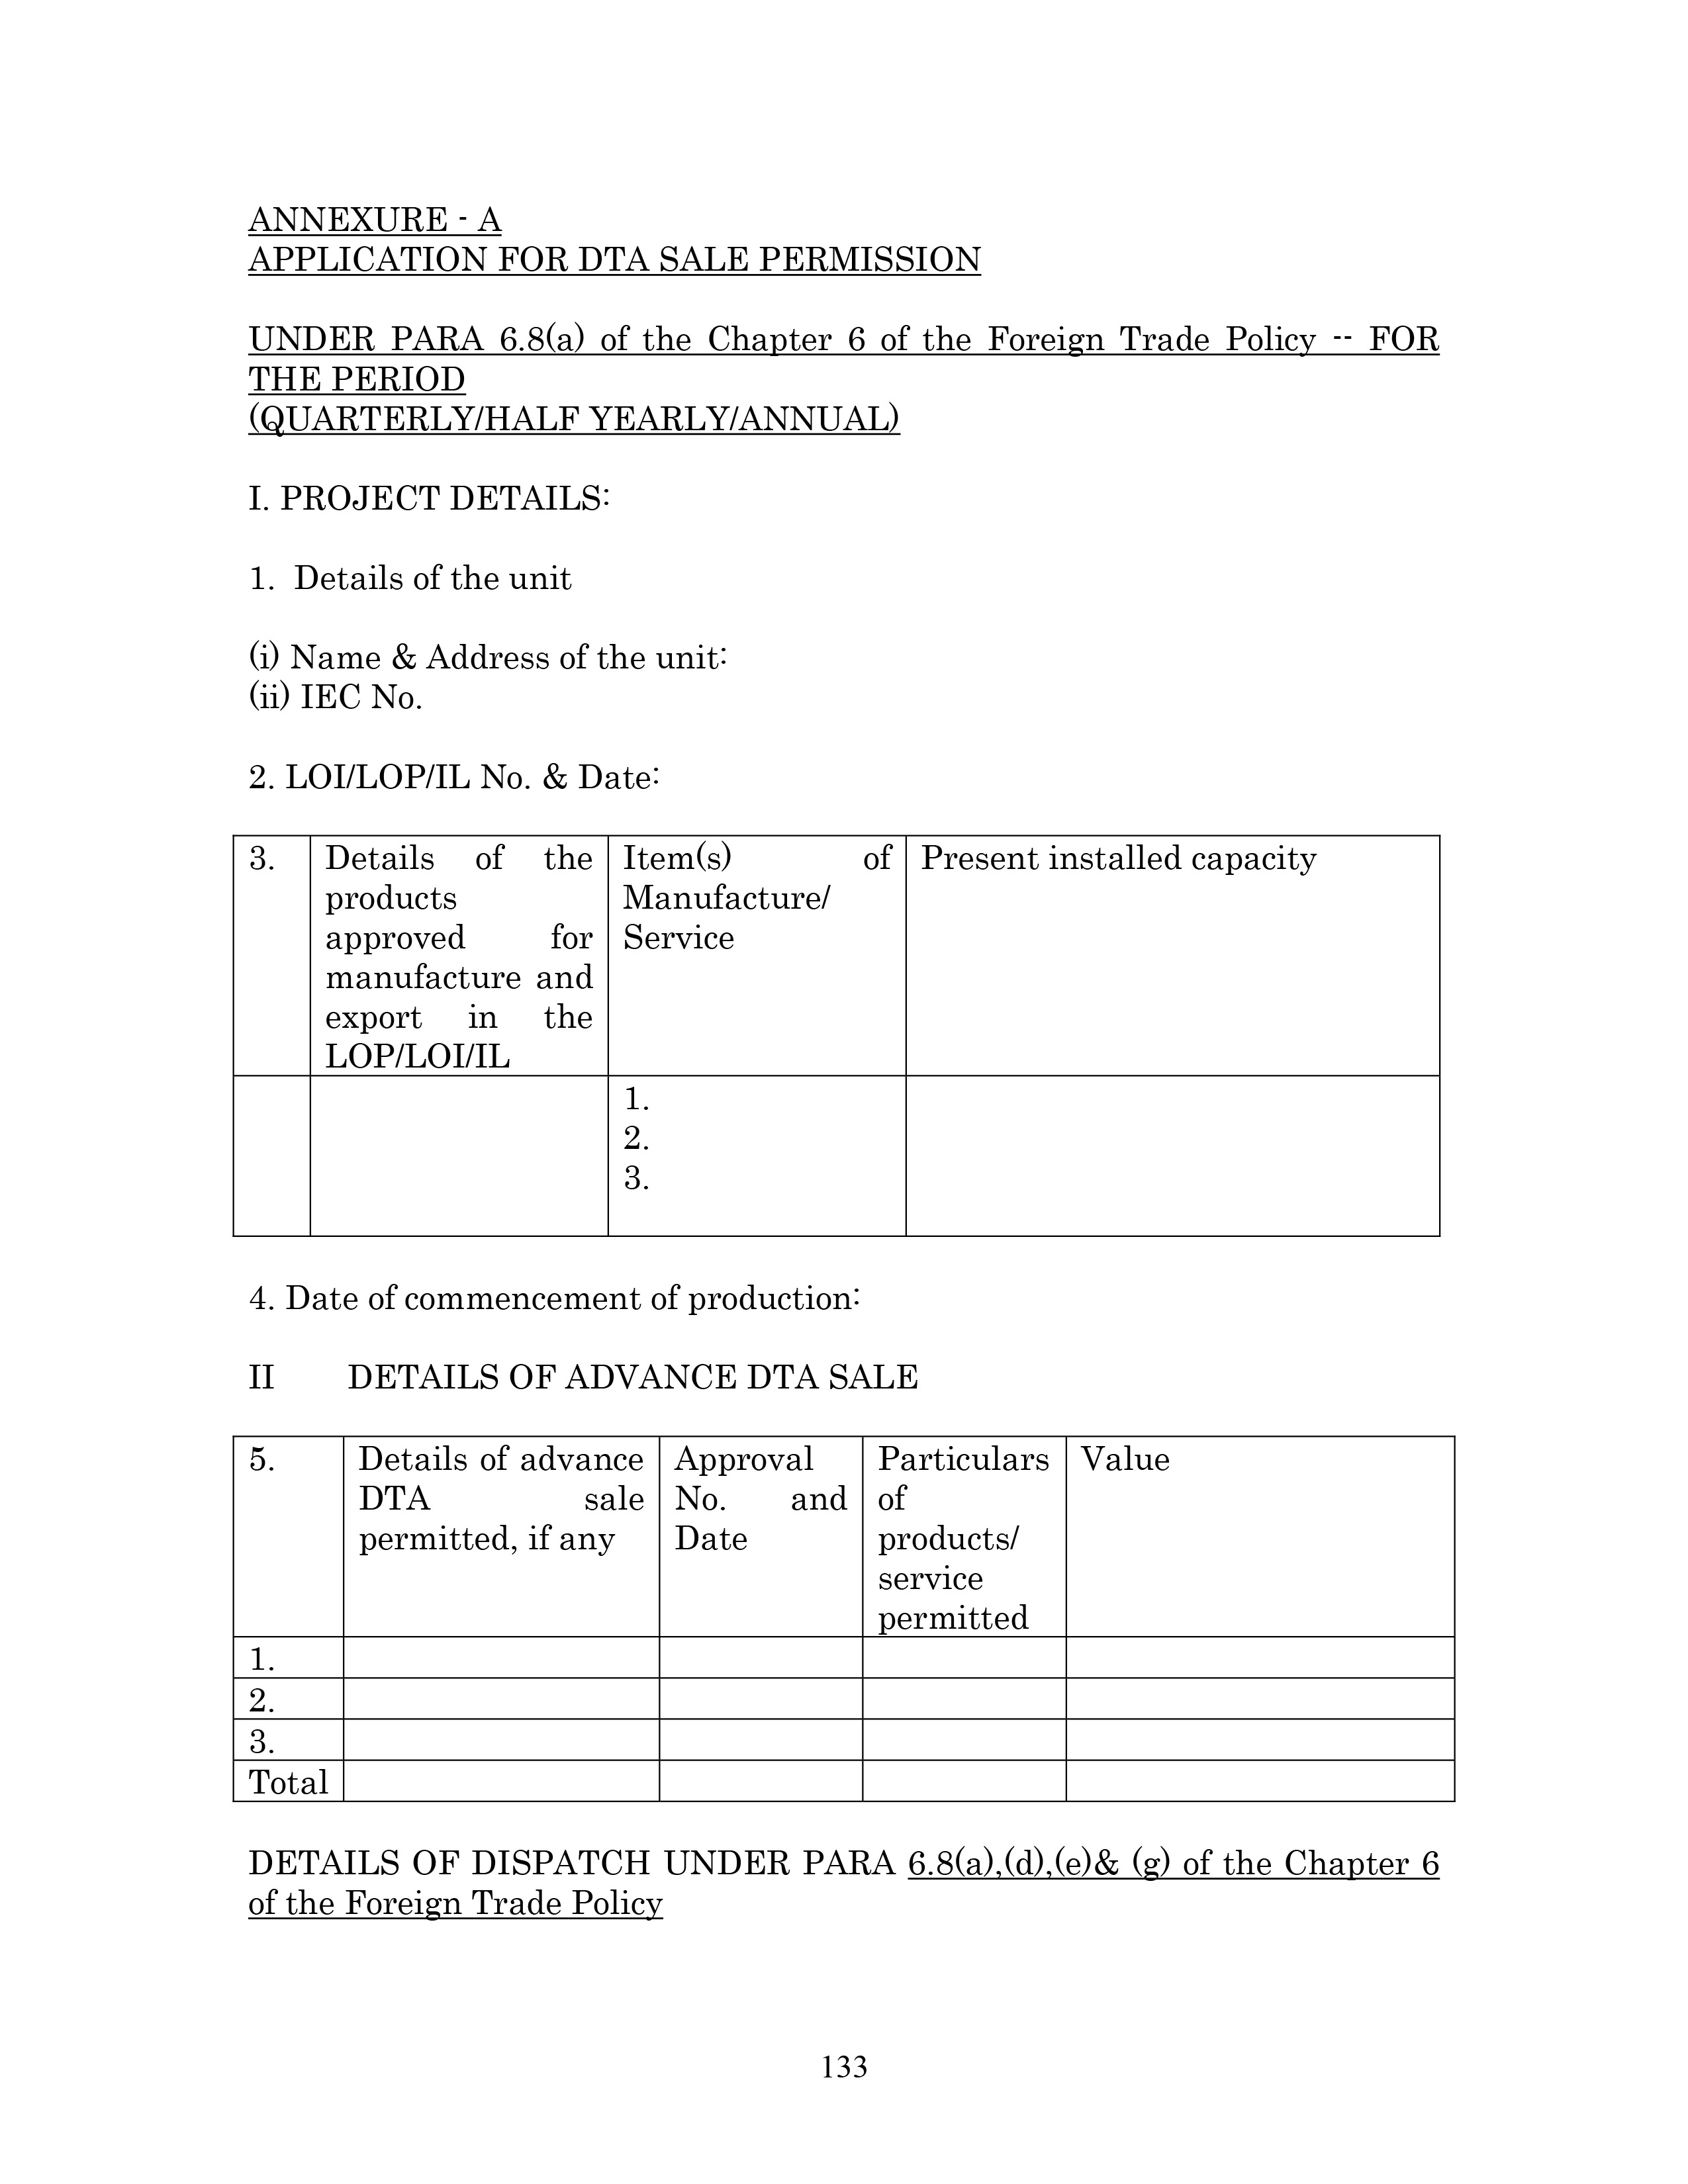 ANNEXURE - A
APPLICATION FOR DTA SALE PERMISSION
UNDER PARA 6.8(a) of the Chapter 6 of the Foreign Trade Policy -- FOR
THE PERIOD
(QUARTERLY/HALF YEARLY/ANNUAL)
I. PROJECT DETAILS:
1. Details of the unit
(i) Name & Address of the unit:
(ii) IEC No.
2. LOI/LOP/IL No. & Date:
3.
Details of the
products
approved for
manufacture and
export in the
LOP/LOI/IL
Item(s) of
Manufacture/
Service
Present installed capacity
1.
2.
3.
4. Date of commencement of production:
II DETAILS OF ADVANCE DTA SALE
5.
Details of advance
DTA sale
permitted, if any
Approval
No. and
Date
Particulars
of
products/
service
permitted
Value
1.
2.
3.
Total
DETAILS OF DISPATCH UNDER PARA 6.8(a),(d),(e)& (g) of the Chapter 6
of the Foreign Trade Policy
133